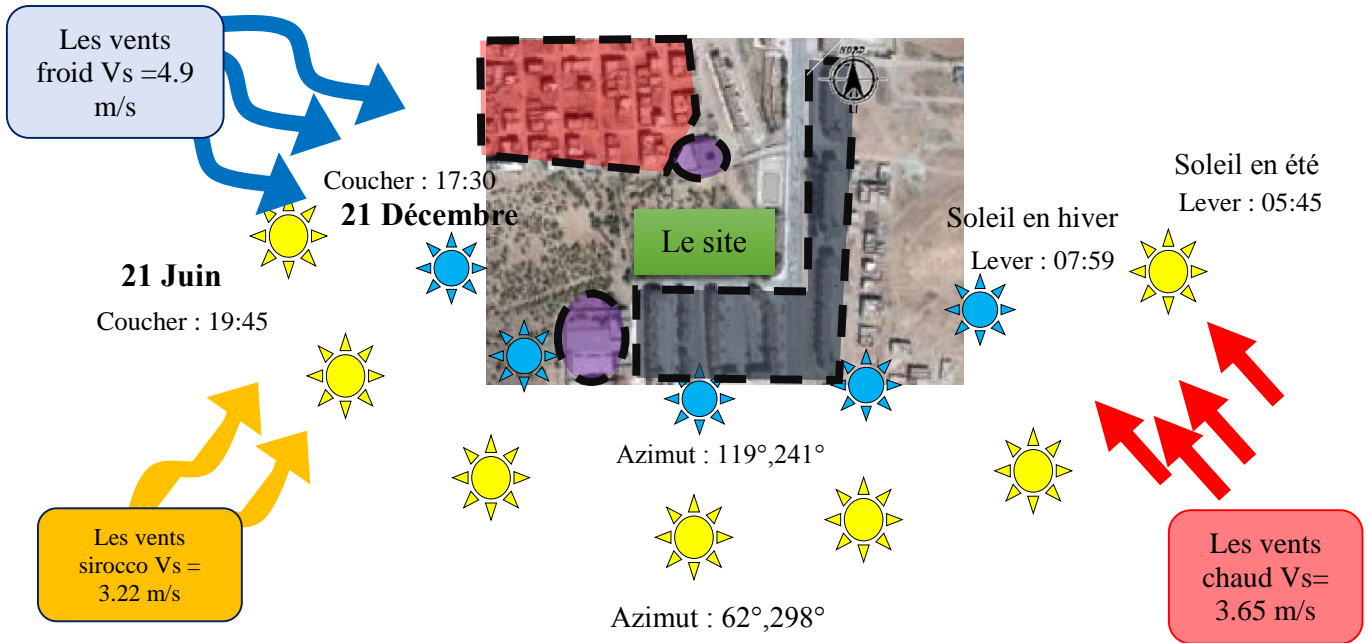 Les vents
froid Vs =4.9
m/s
NORD
Coucher : 17:30
21 Décembre
Le site
Soleil en hiver
Lever : 07:59
Soleil en été
Lever : 05:45
21 Juin
Coucher : 19:45
Azimut : 119°,241°
Les vents
sirocco Vs =
3.22 m/s
Azimut : 62°,298°
Les vents
chaud Vs=
3.65 m/s